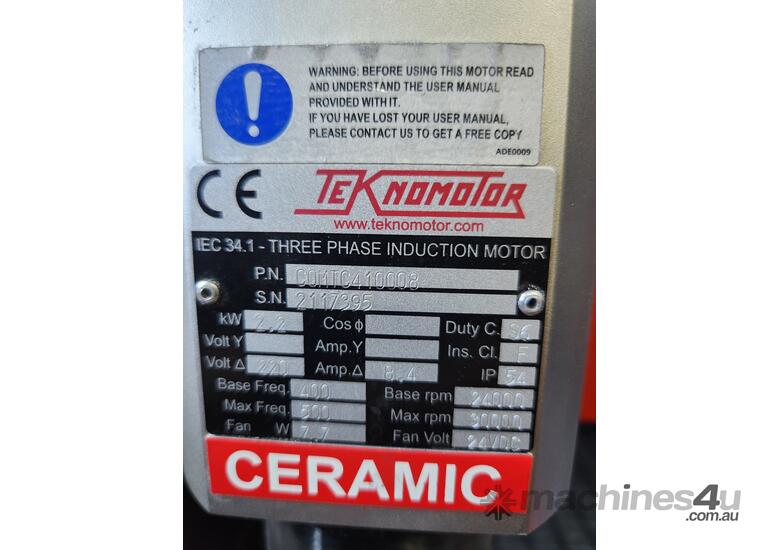 WARNING: BEFORE USING THIS MOTOR READ
AND UNDERSTAND THE USER MANUAL
PROVIDED WITH IT.
IF YOU HAVE LOST YOUR USER MANUAL,
PLEASE CONTACT US TO GET A FREE COPY
ADE0009
CE TEKNOMOTOR
www.teknomotor.com
IEC 34.1 - THREE PHASE INDUCTION MOTOR
P.N. COMTC410008
S.N. 2117395
kW 2.2 Cos ϕ Duty C. S6
Volt Y Amp.Y Ins. Cl. F
Volt Δ 220 Amp.Δ 8.4 IP 54
Base Freq. 400 Base rpm 24000
Max Freq. 500 Max rpm 30000
Fan W 7.7 Fan Volt 24VDC
CERAMIC
machines4u
.com.au